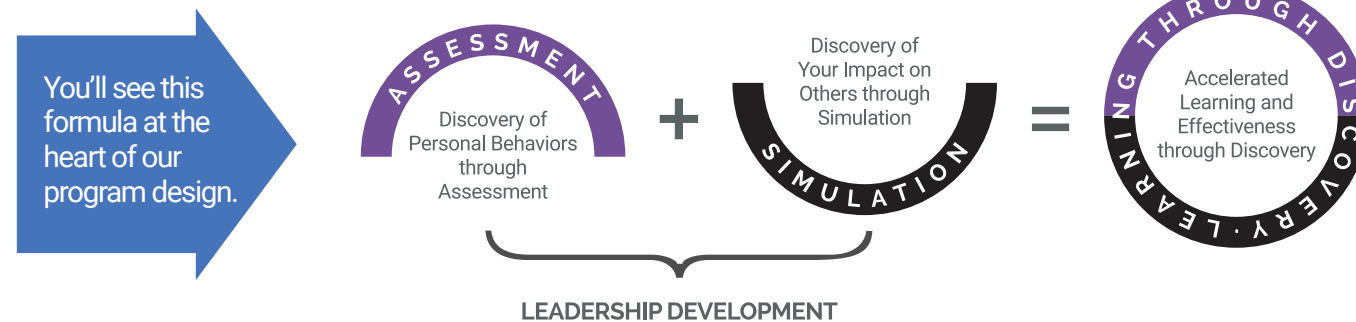 You'll see this
formula at the
heart of our
program design.
ASSESSMENT
Discovery of
Personal Behaviors
through
Assessment
+
Discovery of
Your Impact on
Others through
Simulation
SIMULATION
=
LEARNING THROUGH DISCOVERY
Accelerated
Learning and
Effectiveness
through Discovery
LEADERSHIP DEVELOPMENT